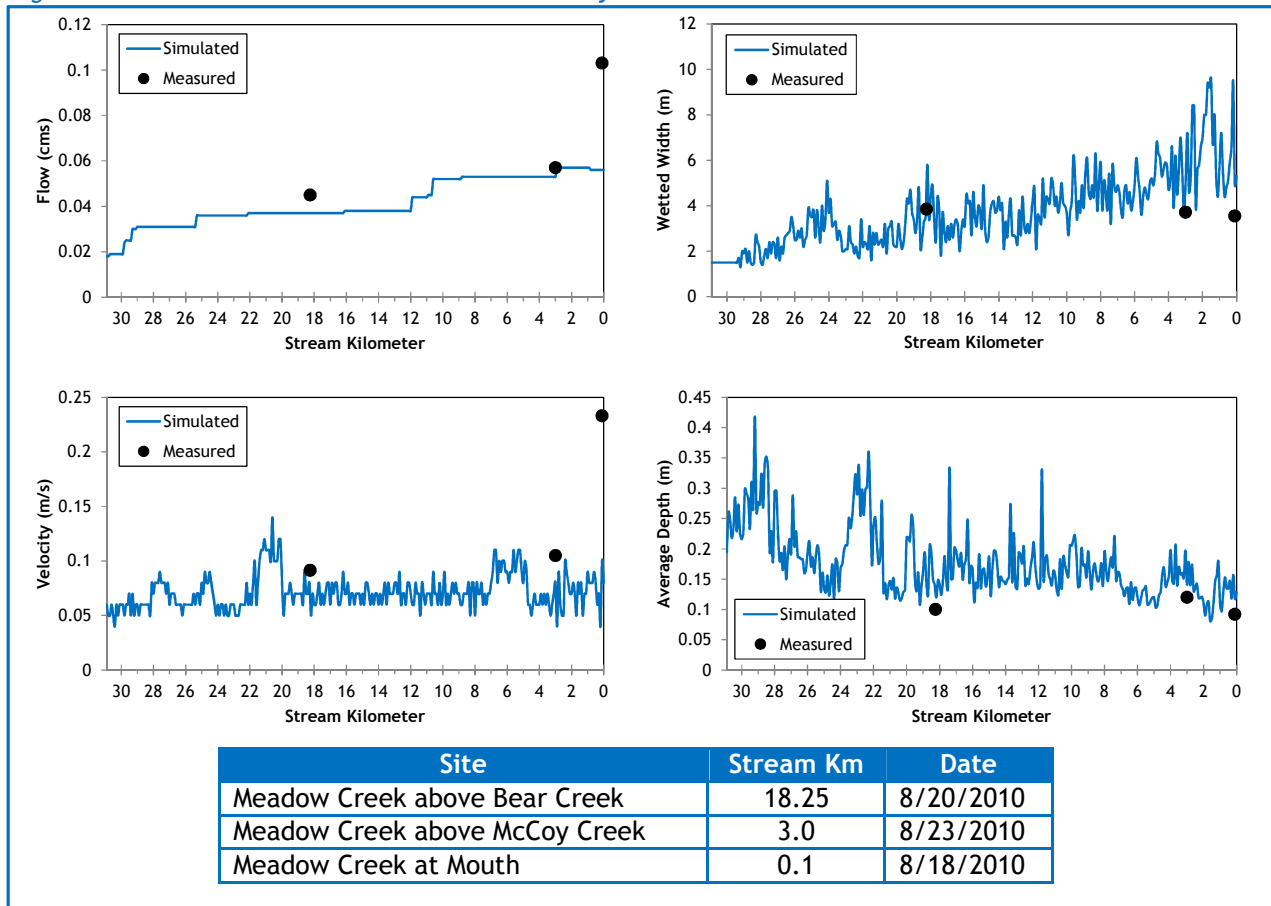 0.12
0.1
0.08
0.06
0.04
0.02
0
Flow (cms)
Simulated
Measured
30 28 26 24 22 20 18 16 14 12 10 8 6 4 2 0
Stream Kilometer
12
10
8
6
4
2
0
Wetted Width (m)
Simulated
Measured
30 28 26 24 22 20 18 16 14 12 10 8 6 4 2 0
Stream Kilometer
0.25
0.2
0.15
0.1
0.05
0
Velocity (m/s)
Simulated
Measured
30 28 26 24 22 20 18 16 14 12 10 8 6 4 2 0
Stream Kilometer
0.45
0.4
0.35
0.3
0.25
0.2
0.15
0.1
0.05
0
Average Depth (m)
Simulated
Measured
30 28 26 24 22 20 18 16 14 12 10 8 6 4 2 0
Stream Kilometer
Site Stream Km Date
Meadow Creek above Bear Creek 18.25 8/20/2010
Meadow Creek above McCoy Creek 3.0 8/23/2010
Meadow Creek at Mouth 0.1 8/18/2010